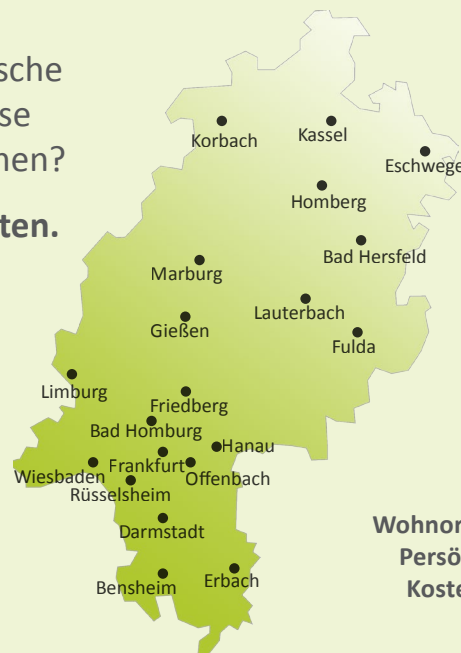 sche
se
nen?
ten.
Korbach
Kassel
Eschwege
Homberg
Bad Hersfeld
Marburg
Lauterbach
Gießen
Fulda
Limburg
Friedberg
Bad Homburg
Hanau
Wiesbaden
Frankfurt
Offenbach
Rüsselsheim
Darmstadt
Bensheim
Erbach
Wohnor
Persö
Koste